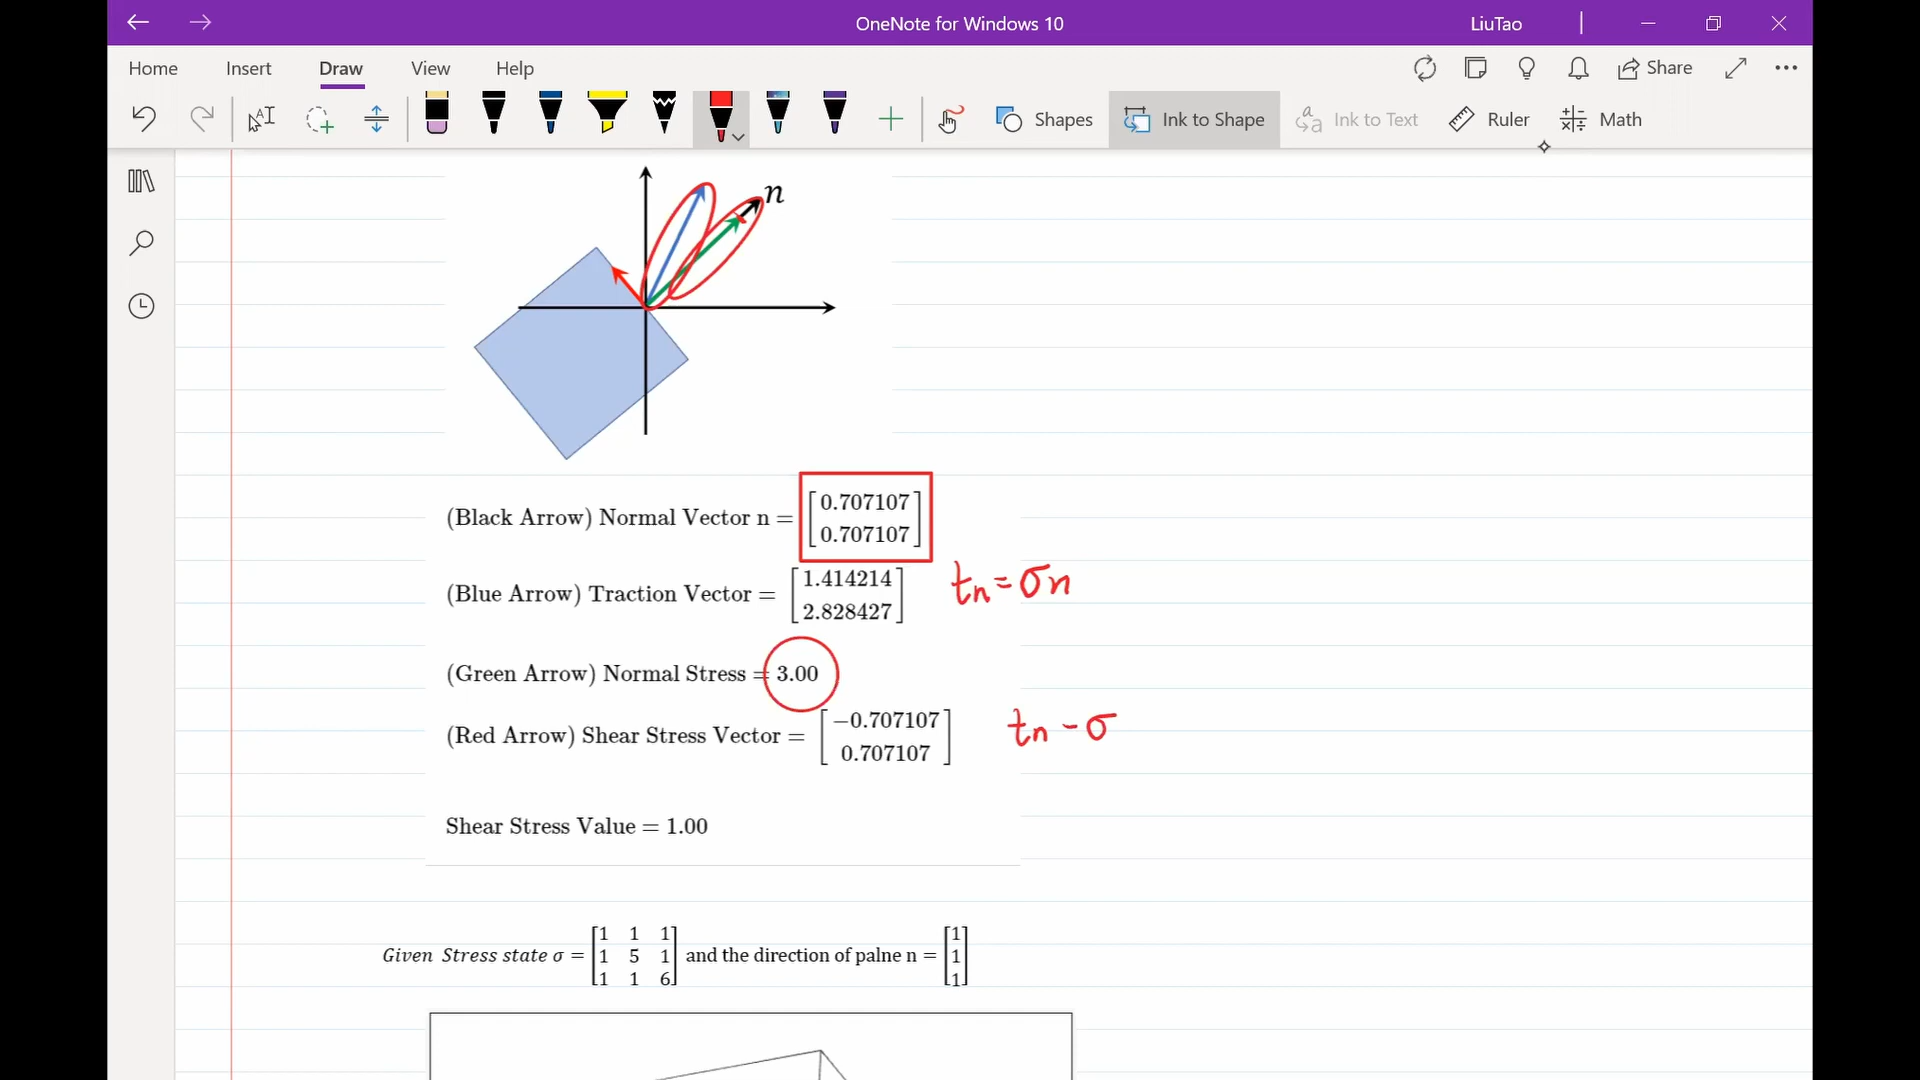 OneNote for Windows 10
LiuTao
Home Insert Draw View Help
Share
Shapes Ink to Shape Ink to Text Ruler Math
n
(Black Arrow) Normal Vector n = [0.707107
0.707107]
(Blue Arrow) Traction Vector = [1.414214
2.828427]
tn = σn
(Green Arrow) Normal Stress = 3.00
(Red Arrow) Shear Stress Vector = [−0.707107
0.707107]
tn − σ
Shear Stress Value = 1.00
Given Stress state σ = [1 1 1
1 5 1
1 1 6] and the direction of palne n = [1
1
1]